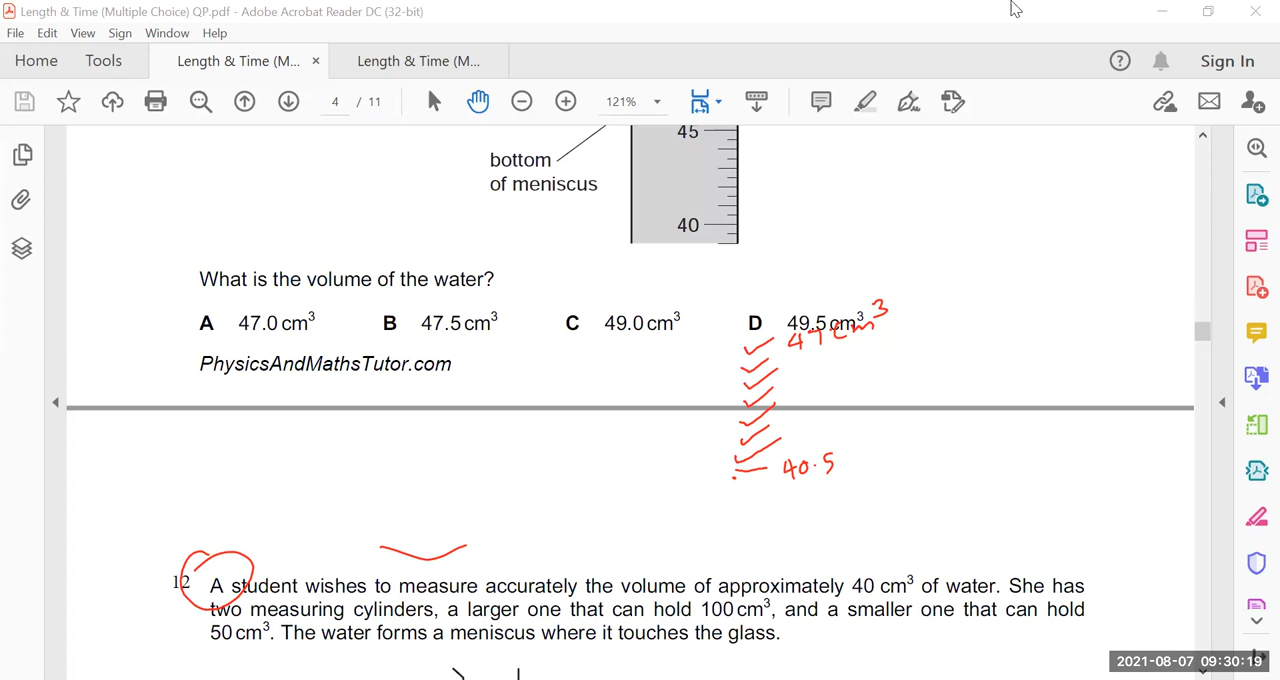 Length & Time (Multiple Choice) QP.pdf - Adobe Acrobat Reader DC (32-bit)
File Edit View Sign Window Help
Home Tools Length & Time (M... × Length & Time (M... Sign In
4 / 11 121%
45
bottom
of meniscus
40
What is the volume of the water?
A 47.0 cm³ B 47.5 cm³ C 49.0 cm³ D 49.5 cm³
47 cm³
PhysicsAndMathsTutor.com
40.5
12 A student wishes to measure accurately the volume of approximately 40 cm³ of water. She has
two measuring cylinders, a larger one that can hold 100 cm³, and a smaller one that can hold
50 cm³. The water forms a meniscus where it touches the glass.
2021-08-07 09:30:19